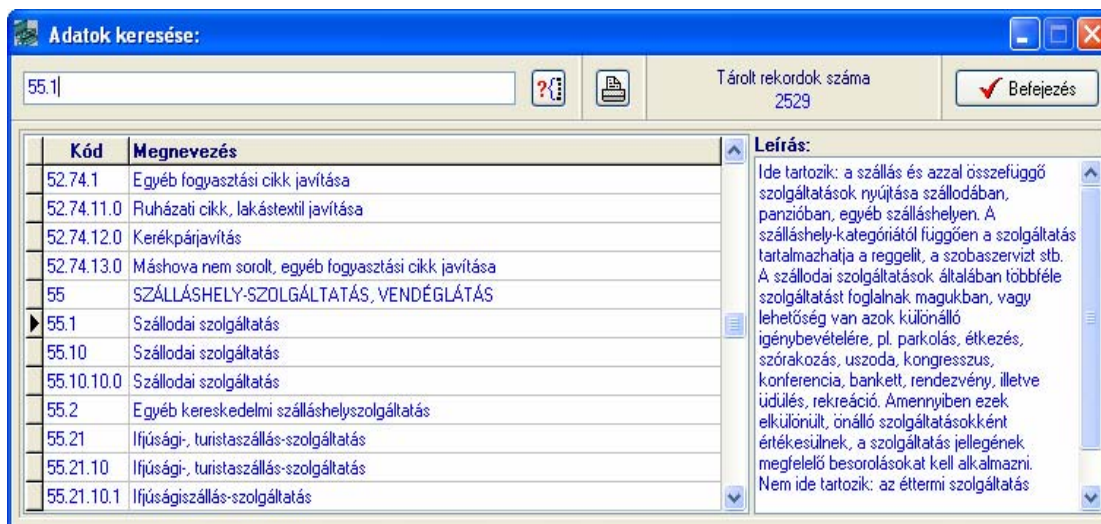 Adatok keresése:
55.1
?{
Tárolt rekordok száma
2529
Befejezés
Kód Megnevezés
52.74.1 Egyéb fogyasztási cikk javítása
52.74.11.0 Ruházati cikk, lakástextil javítása
52.74.12.0 Kerékpárjavítás
52.74.13.0 Máshova nem sorolt, egyéb fogyasztási cikk javítása
55 SZÁLLÁSHELY-SZOLGÁLTATÁS, VENDÉGLÁTÁS
55.1 Szállodai szolgáltatás
55.10 Szállodai szolgáltatás
55.10.10.0 Szállodai szolgáltatás
55.2 Egyéb kereskedelmi szálláshelyszolgáltatás
55.21 Ifjúsági-, turistaszállás-szolgáltatás
55.21.10 Ifjúsági-, turistaszállás-szolgáltatás
55.21.10.1 Ifjúságiszállás-szolgáltatás
Leírás:
Ide tartozik: a szállás és azzal összefüggő
szolgáltatások nyújtása szállodában,
panzióban, egyéb szálláshelyen. A
szálláshely-kategóriától függően a szolgáltatás
tartalmazhatja a reggelit, a szobaszervizt stb.
A szállodai szolgáltatások általában többféle
szolgáltatást foglalnak magukban, vagy
lehetőség van azok különálló
igénybevételére, pl. parkolás, étkezés,
szórakozás, uszoda, kongresszus,
konferencia, bankett, rendezvény, illetve
üdülés, rekreáció. Amennyiben ezek
elkülönült, önálló szolgáltatásokként
értékesülnek, a szolgáltatás jellegének
megfelelő besorolásokat kell alkalmazni.
Nem ide tartozik: az éttermi szolgáltatás